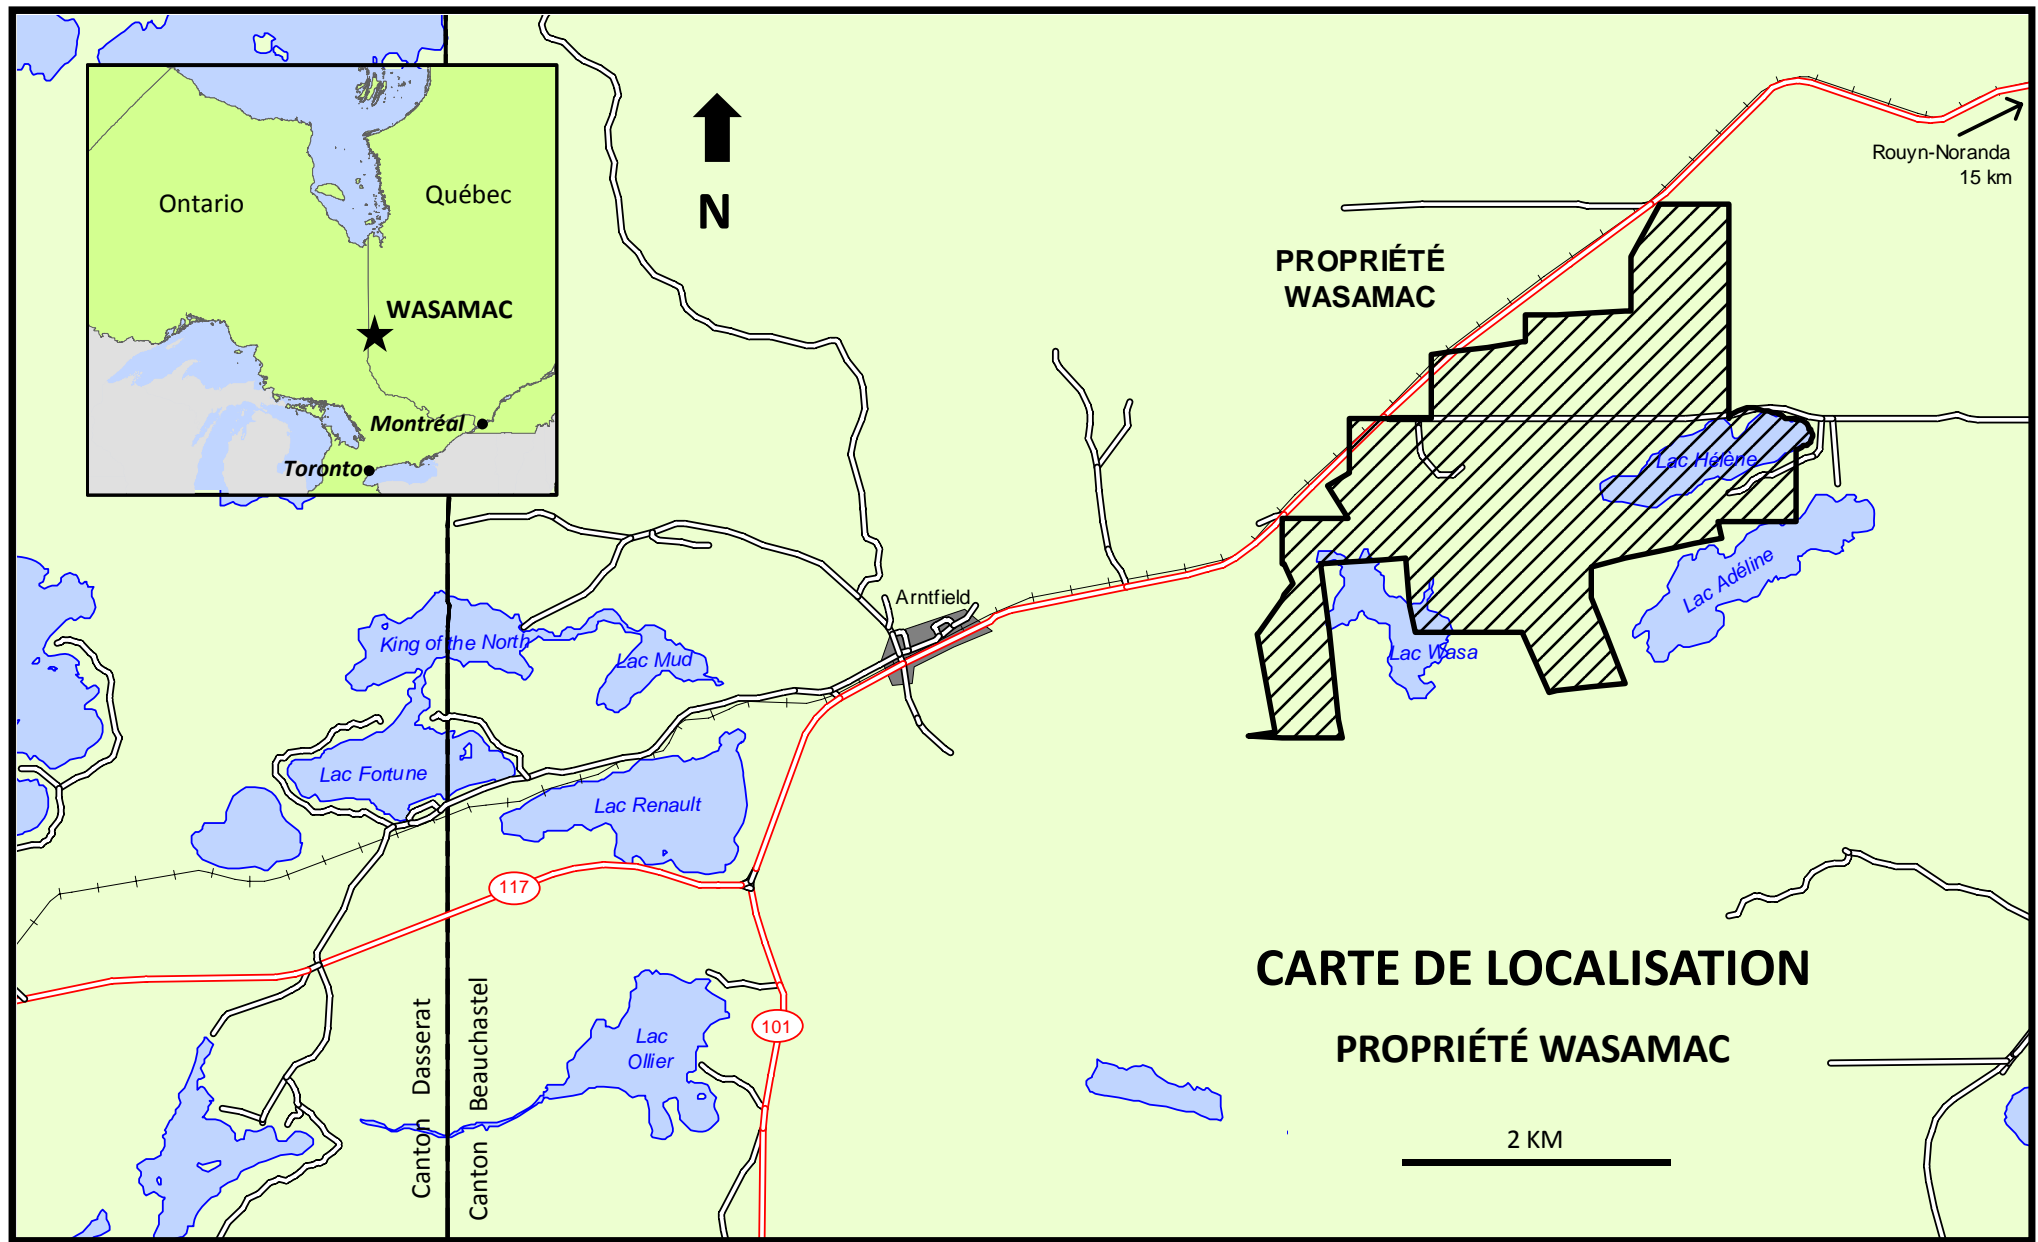 Ontario
Québec
WASAMAC
Montréal
Toronto
N
Rouyn-Noranda
15 km
PROPRIÉTÉ
WASAMAC
Lac Hélène
Lac Adéline
Lac Wasa
Arntfield
King of the North
Lac Mud
Lac Fortune
Lac Renault
117
101
Lac
Ollier
Canton Dasserat
Canton Beauchastel
CARTE DE LOCALISATION
PROPRIÉTÉ WASAMAC
2 KM